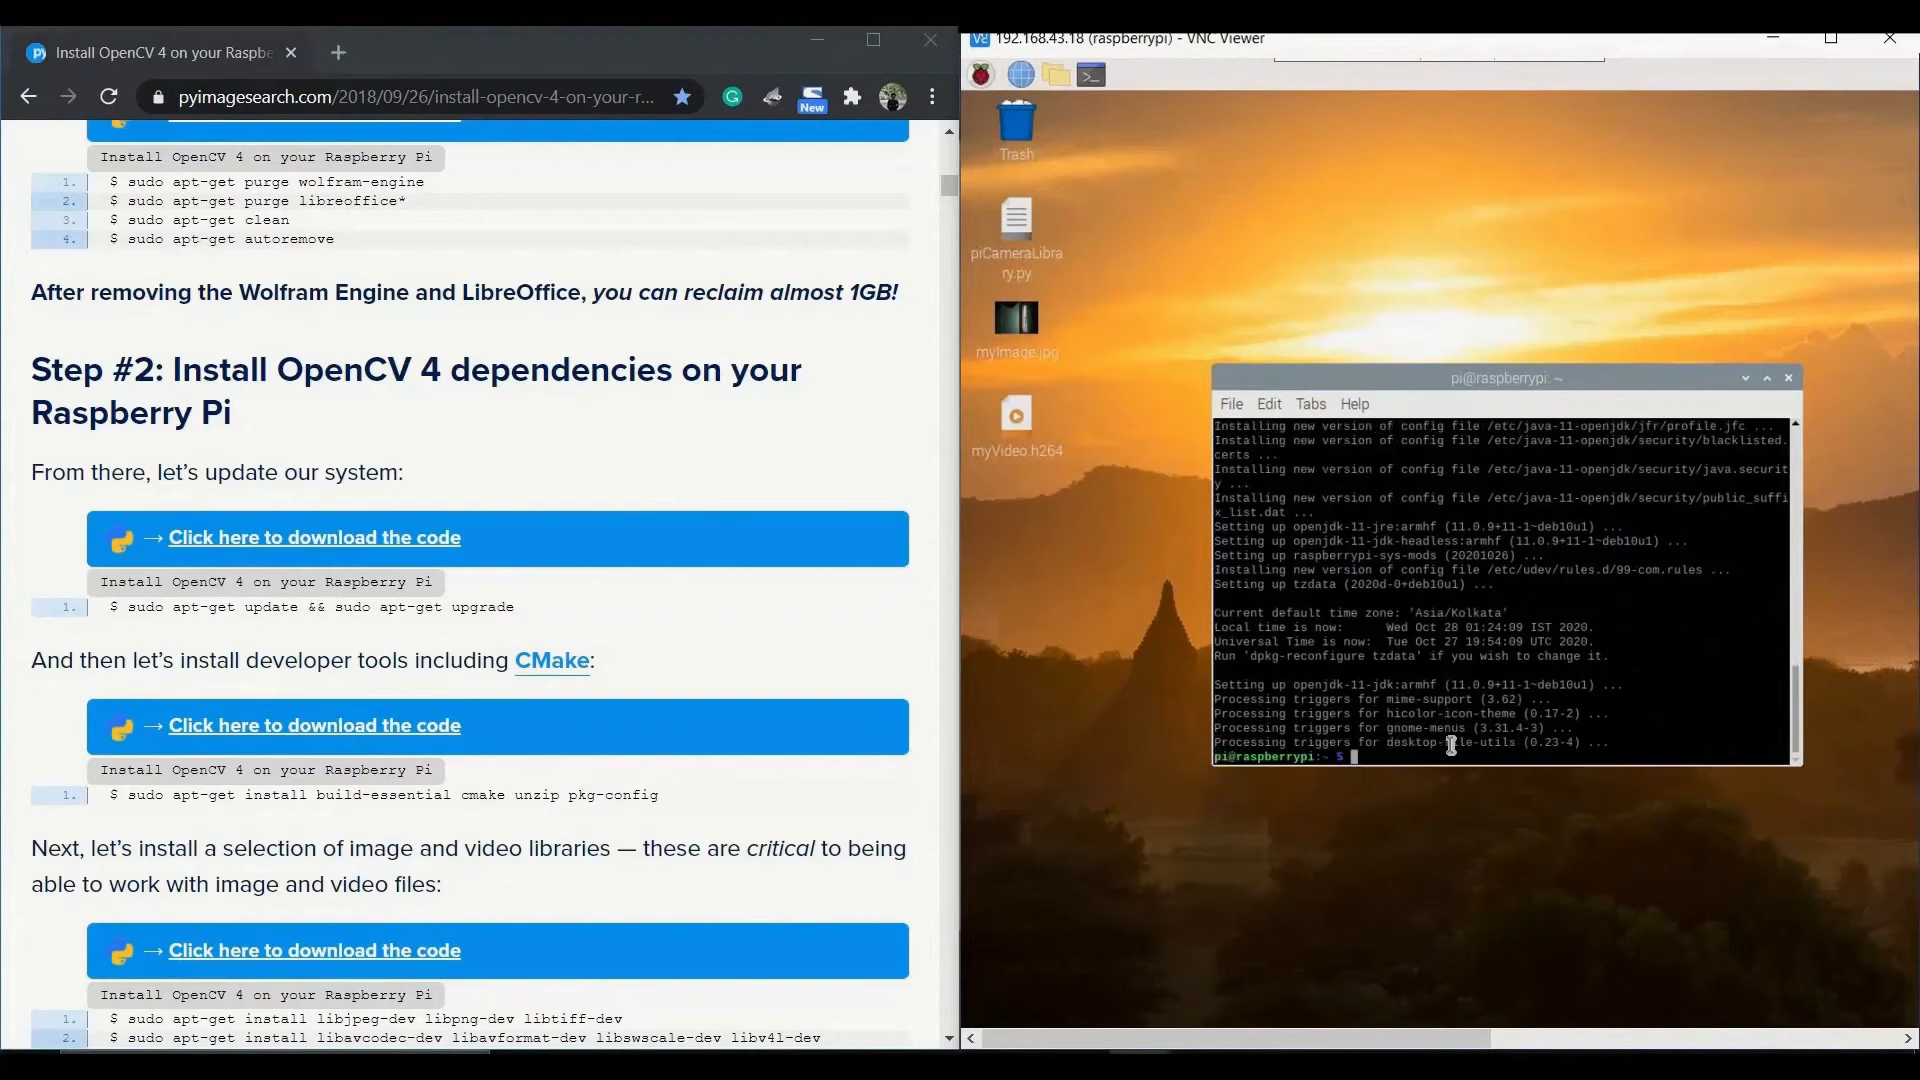 Install OpenCV 4 on your Raspbe
pyimagesearch.com/2018/09/26/install-opencv-4-on-your-r...
New
Install OpenCV 4 on your Raspberry Pi
1. $ sudo apt-get purge wolfram-engine
2. $ sudo apt-get purge libreoffice*
3. $ sudo apt-get clean
4. $ sudo apt-get autoremove
After removing the Wolfram Engine and LibreOffice, you can reclaim almost 1GB!
Step #2: Install OpenCV 4 dependencies on your
Raspberry Pi
From there, let’s update our system:
→ Click here to download the code
Install OpenCV 4 on your Raspberry Pi
1. $ sudo apt-get update && sudo apt-get upgrade
And then let’s install developer tools including CMake:
→ Click here to download the code
Install OpenCV 4 on your Raspberry Pi
1. $ sudo apt-get install build-essential cmake unzip pkg-config
Next, let’s install a selection of image and video libraries — these are critical to being
able to work with image and video files:
→ Click here to download the code
Install OpenCV 4 on your Raspberry Pi
1. $ sudo apt-get install libjpeg-dev libpng-dev libtiff-dev
2. $ sudo apt-get install libavcodec-dev libavformat-dev libswscale-dev libv4l-dev
192.168.43.18 (raspberrypi) - VNC Viewer
Trash
piCameraLibra
ry.py
myImage.jpg
myVideo.h264
pi@raspberrypi: ~
File Edit Tabs Help
Installing new version of config file /etc/java-11-openjdk/jfr/profile.jfc ...
Installing new version of config file /etc/java-11-openjdk/security/blacklisted.
certs ...
Installing new version of config file /etc/java-11-openjdk/security/java.securit
y ...
Installing new version of config file /etc/java-11-openjdk/security/public_suffi
x_list.dat ...
Setting up openjdk-11-jre:armhf (11.0.9+11-1~deb10u1) ...
Setting up openjdk-11-jdk-headless:armhf (11.0.9+11-1~deb10u1) ...
Setting up raspberrypi-sys-mods (20201026) ...
Installing new version of config file /etc/udev/rules.d/99-com.rules ...
Setting up tzdata (2020d-0+deb10u1) ...
Current default time zone: 'Asia/Kolkata'
Local time is now: Wed Oct 28 01:24:09 IST 2020.
Universal Time is now: Tue Oct 27 19:54:09 UTC 2020.
Run 'dpkg-reconfigure tzdata' if you wish to change it.
Setting up openjdk-11-jdk:armhf (11.0.9+11-1~deb10u1) ...
Processing triggers for mime-support (3.62) ...
Processing triggers for hicolor-icon-theme (0.17-2) ...
Processing triggers for gnome-menus (3.31.4-3) ...
Processing triggers for desktop-file-utils (0.23-4) ...
pi@raspberrypi:~ $